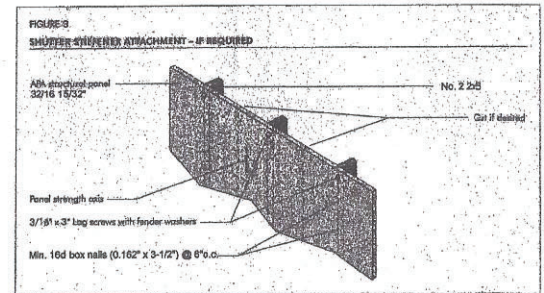 FIGURE 3
SHUTTER STIFFENER ATTACHMENT – IF REQUIRED
APA structural panel
32/16 15/32"
No. 2 2x8
Cut if desired
Panel strength axis
3/16" x 3" Lag screws with fender washers
Min. 16d box nails (0.162" x 3-1/2") @ 6"o.c.